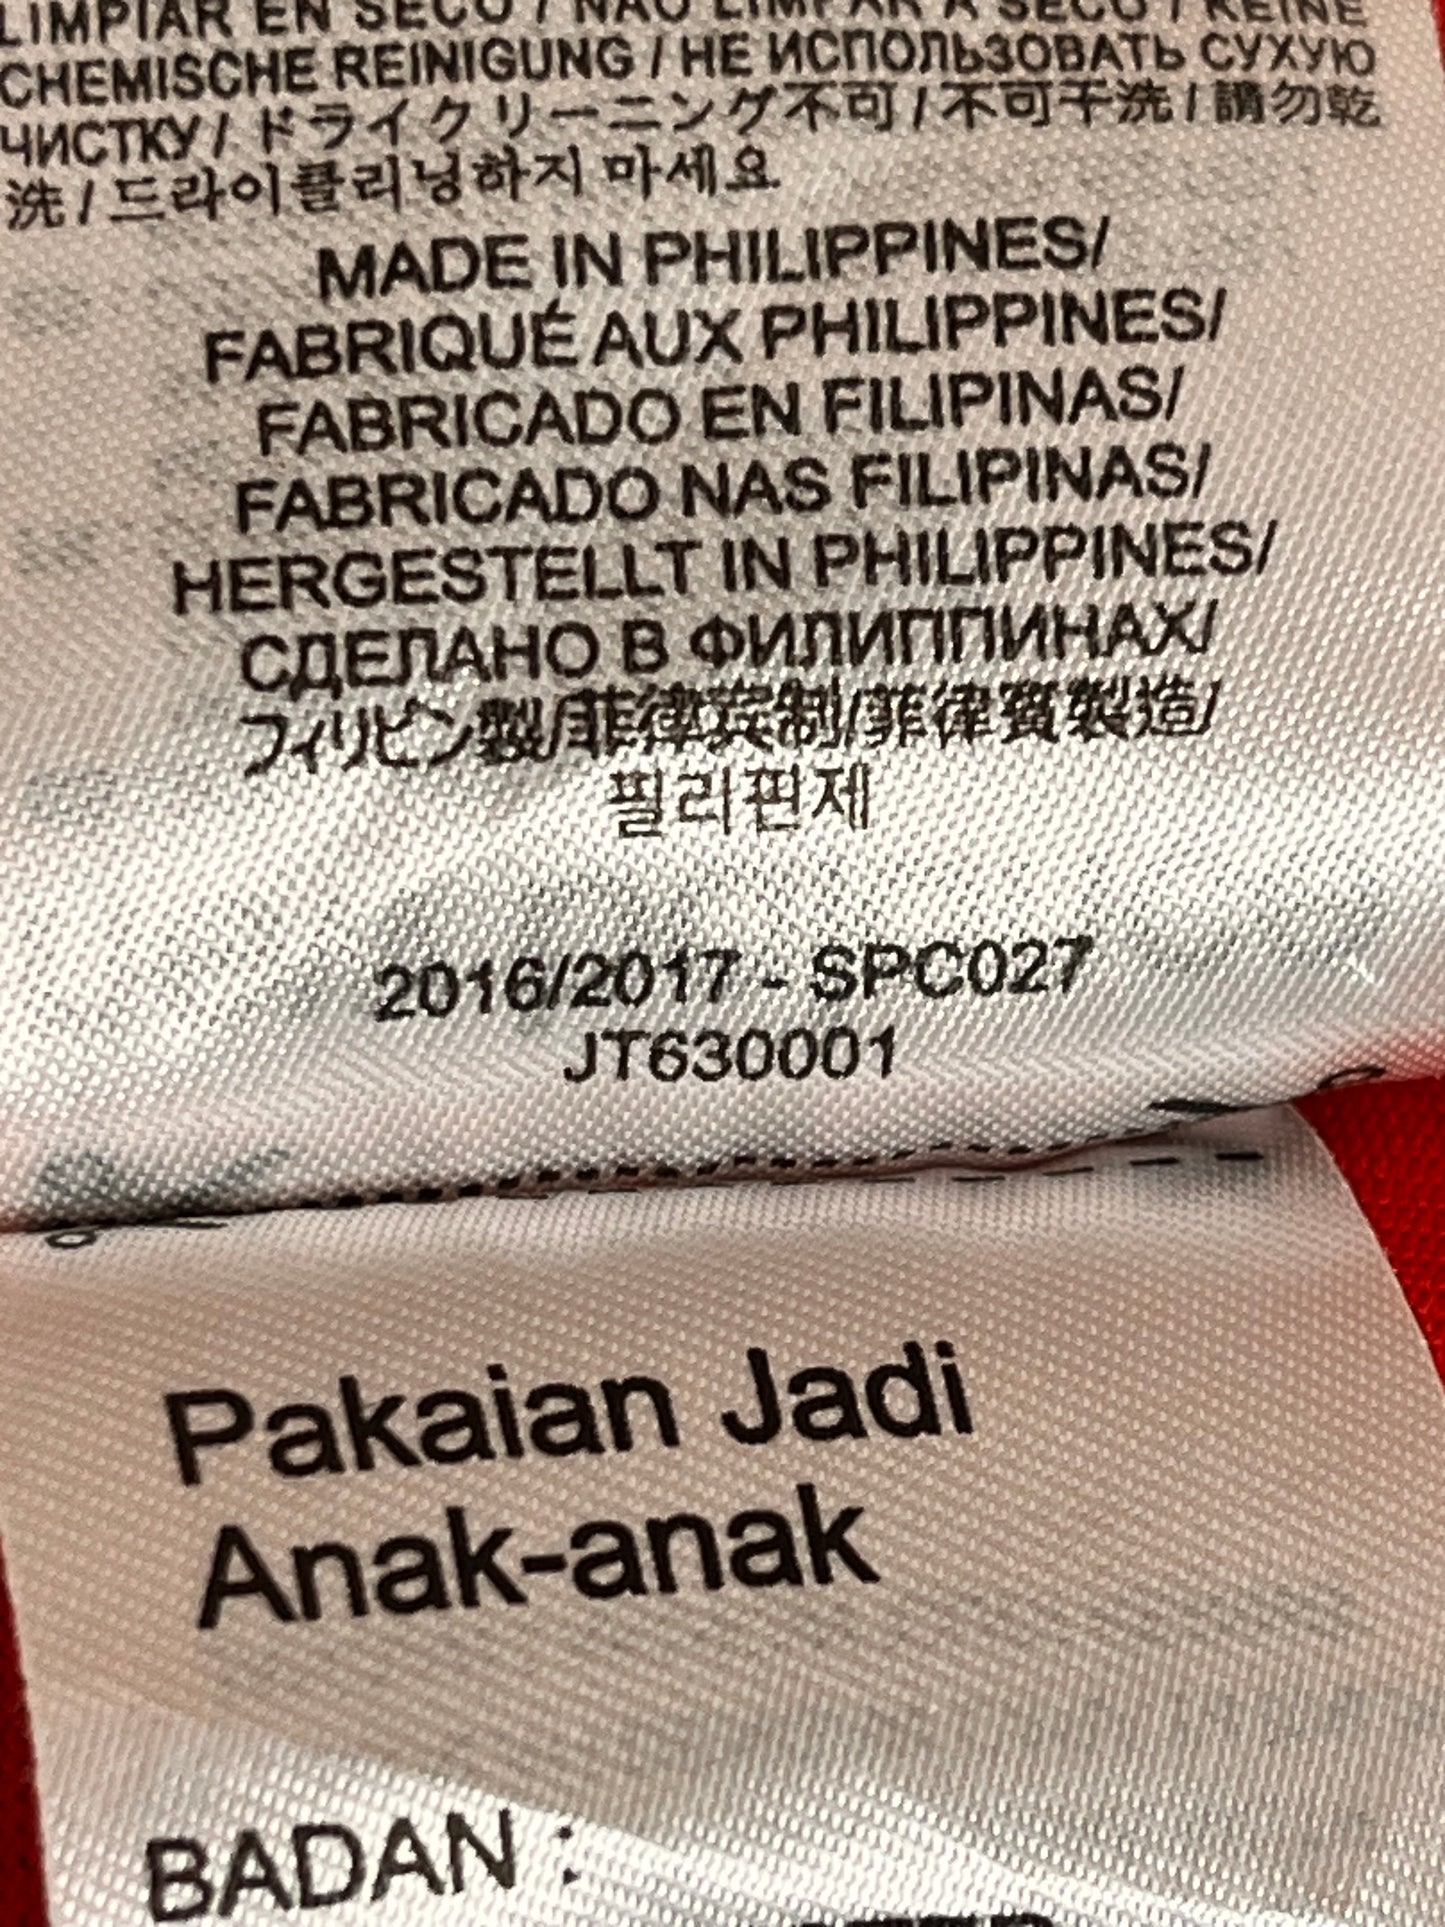 LIMPIAR EN SECO / NÃO LIMPAR A SECO / KEINE
CHEMISCHE REINIGUNG / НЕ ИСПОЛЬЗОВАТЬ СУХУЮ
ЧИСТКУ / ドライクリーニング不可 / 不可干洗 / 請勿乾
洗 / 드라이클리닝하지 마세요
MADE IN PHILIPPINES/
FABRIQUÉ AUX PHILIPPINES/
FABRICADO EN FILIPINAS/
FABRICADO NAS FILIPINAS/
HERGESTELLT IN PHILIPPINES/
СДЕЛАНО В ФИЛИППИНАХ/
フィリピン製/菲律宾制/菲律賓製造/
필리핀제
2016/2017 - SPC027
JT630001
Pakaian Jadi
Anak-anak
BADAN :